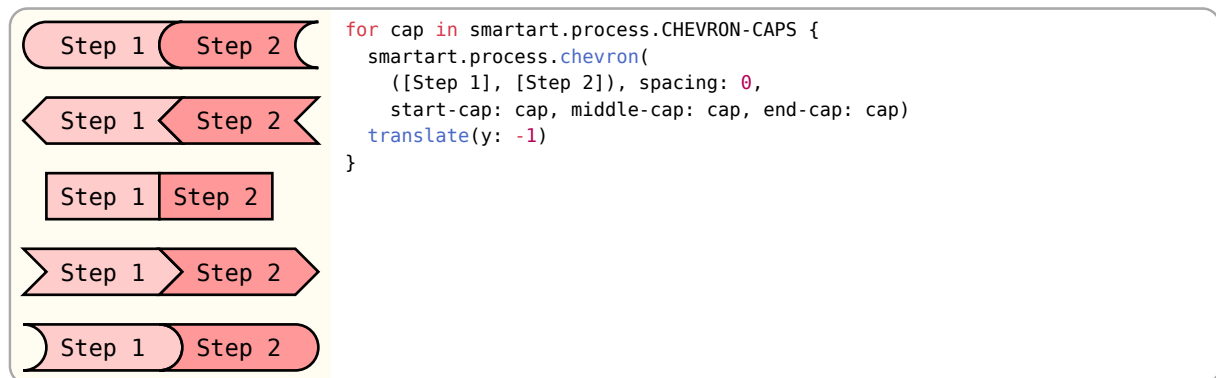 Step 1 Step 2
Step 1 Step 2
Step 1 Step 2
Step 1 Step 2
Step 1 Step 2
for cap in smartart.process.CHEVRON-CAPS {
  smartart.process.chevron(
    ([Step 1], [Step 2]), spacing: 0,
    start-cap: cap, middle-cap: cap, end-cap: cap)
  translate(y: -1)
}